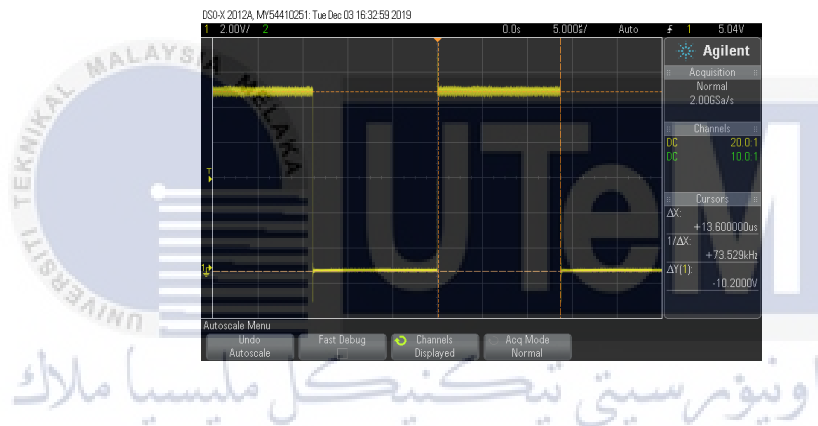 DSO-X 2012A, MY54410251: Tue Dec 03 16:32:59 2019
1 2.00V/ 2 0.0s 5.000$/ Auto 1 5.04V
Agilent
Acquisition
Normal
2.00GSa/s
Channels
DC 20.0:1
DC 10.0:1
Cursors
ΔX:
+13.600000us
1/ΔX:
+73.529kHz
ΔY(1):
-10.2000V
T
1
Autoscale Menu
Undo
Autoscale
Fast Debug
Channels
Displayed
Acq Mode
Normal
UNIVERSITI TEKNIKAL MALAYSIA MELAKA
UTeM
اونيورسيتي تيكنيكل مليسيا ملاك